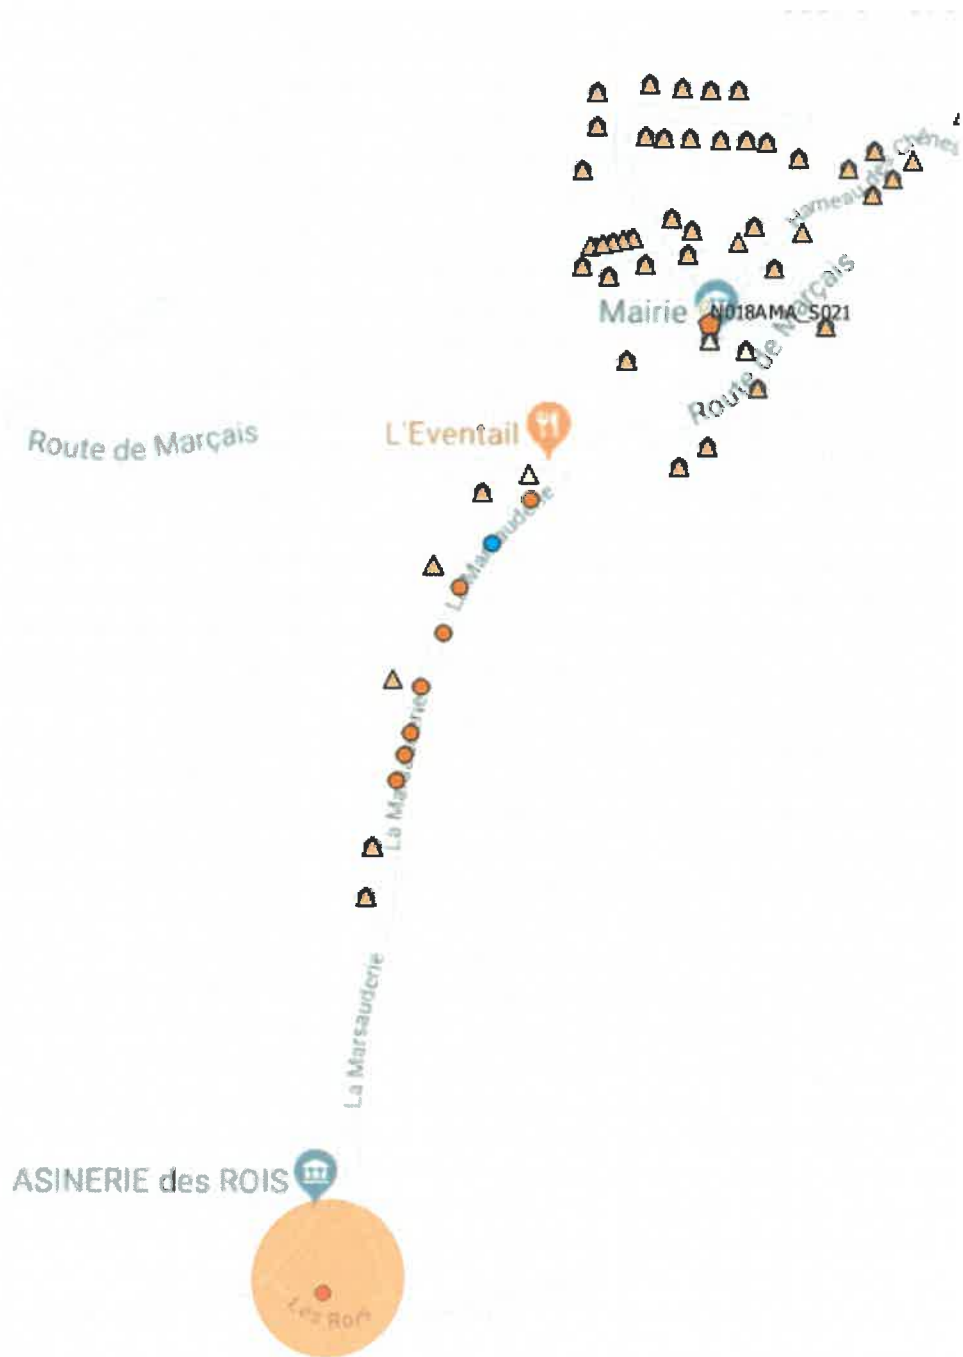 Hameau des Chênes
Mairie
N018AMA_S021
Route de Marçais
Route de Marçais
L'Eventail
La Marsauderie
La Marsauderie
La Marsauderie
ASINERIE des ROIS
Les Rois